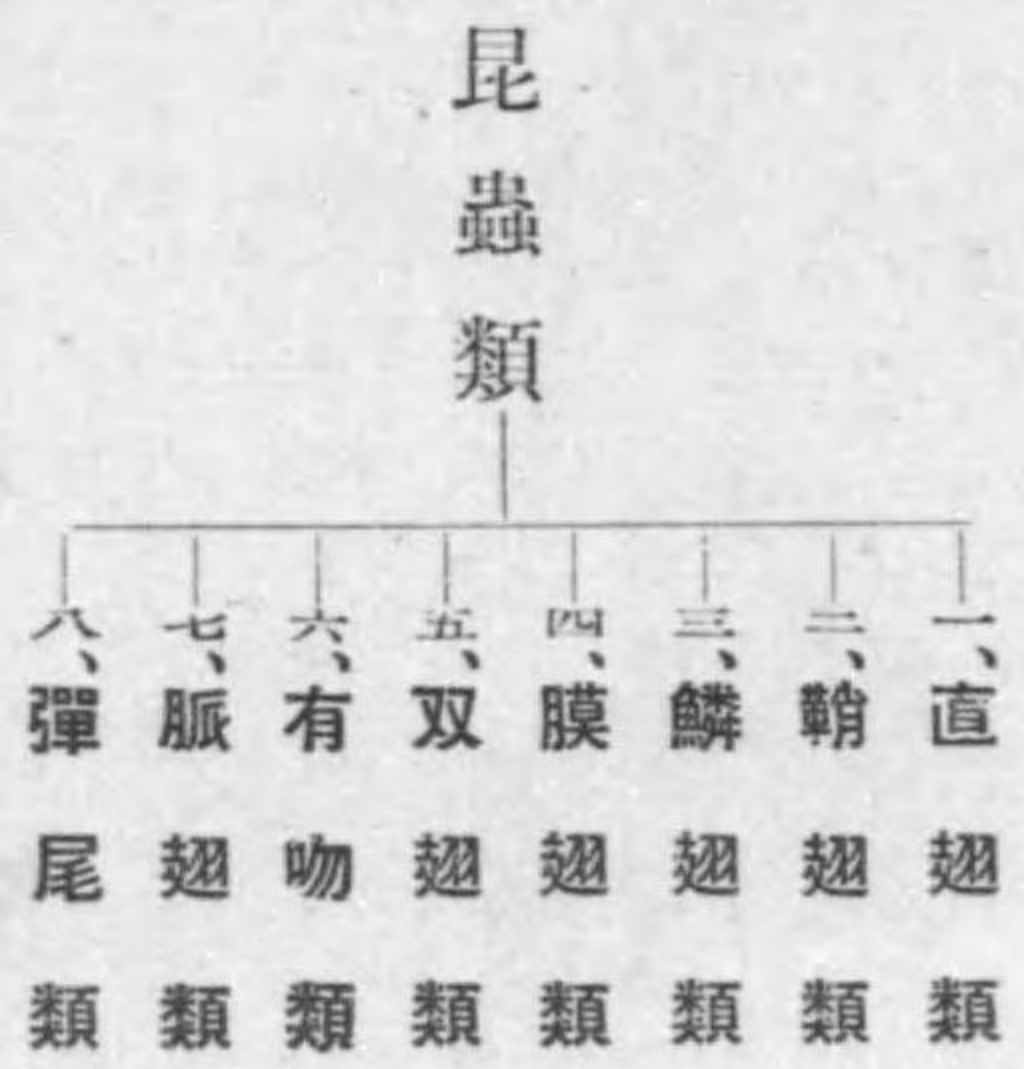 昆蟲類
一、直翅類
二、鞘翅類
三、鱗翅類
四、膜翅類
五、双翅類
六、有吻類
七、脈翅類
八、彈尾類